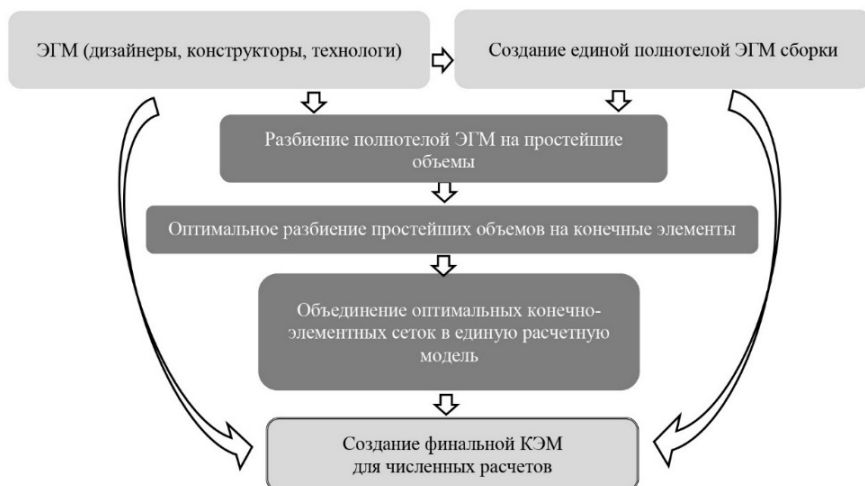 ЭГМ (дизайнеры, конструкторы, технологи)
Создание единой полнотелой ЭГМ сборки
Разбиение полнотелой ЭГМ на простейшие
объемы
Оптимальное разбиение простейших объемов на конечные элементы
Объединение оптимальных конечно-
элементных сеток в единую расчетную
модель
Создание финальной КЭМ
для численных расчетов